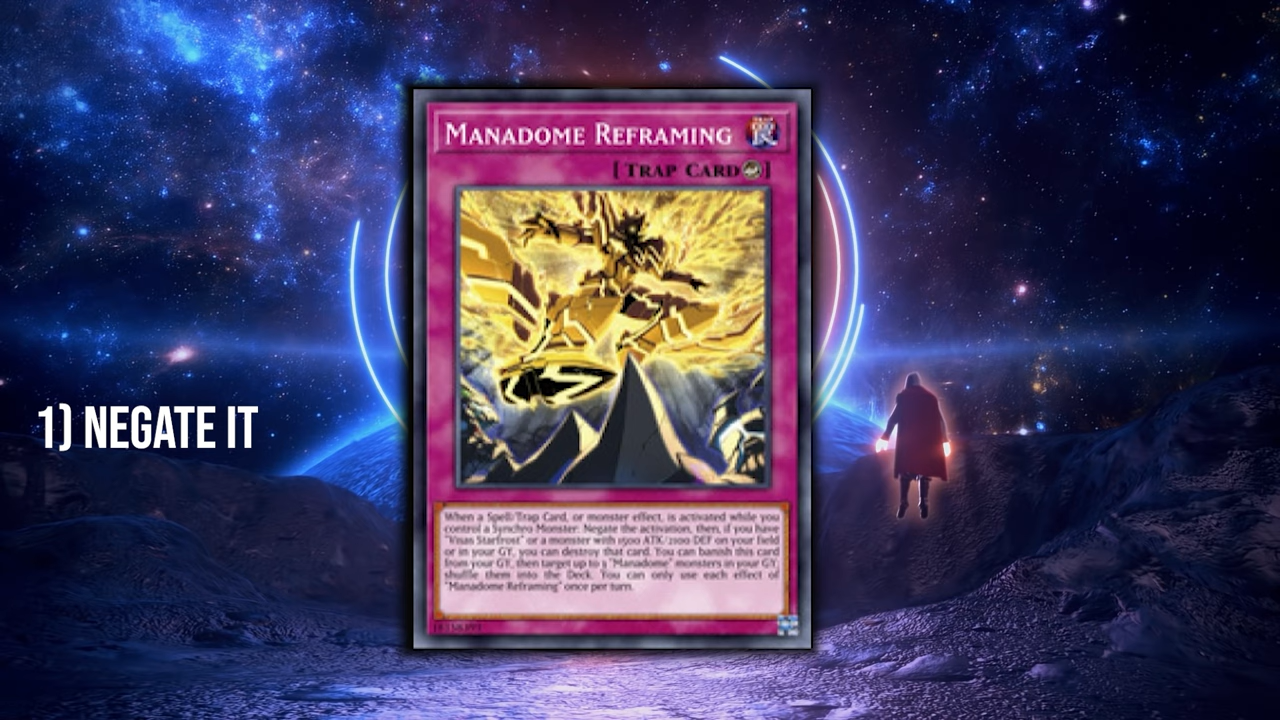 MANADOME REFRAMING
[ TRAP CARD ]
1) NEGATE IT
When a Spell/Trap Card, or monster effect, is activated while you
control a Synchro Monster: Negate the activation, then, if you have
"Visas Starfrost" or a monster with 1500 ATK/2100 DEF on your field
or in your GY, you can destroy that card. You can banish this card
from your GY, then target up to 3 "Manadome" monsters in your GY;
shuffle them into the Deck. You can only use each effect of
"Manadome Reframing" once per turn.